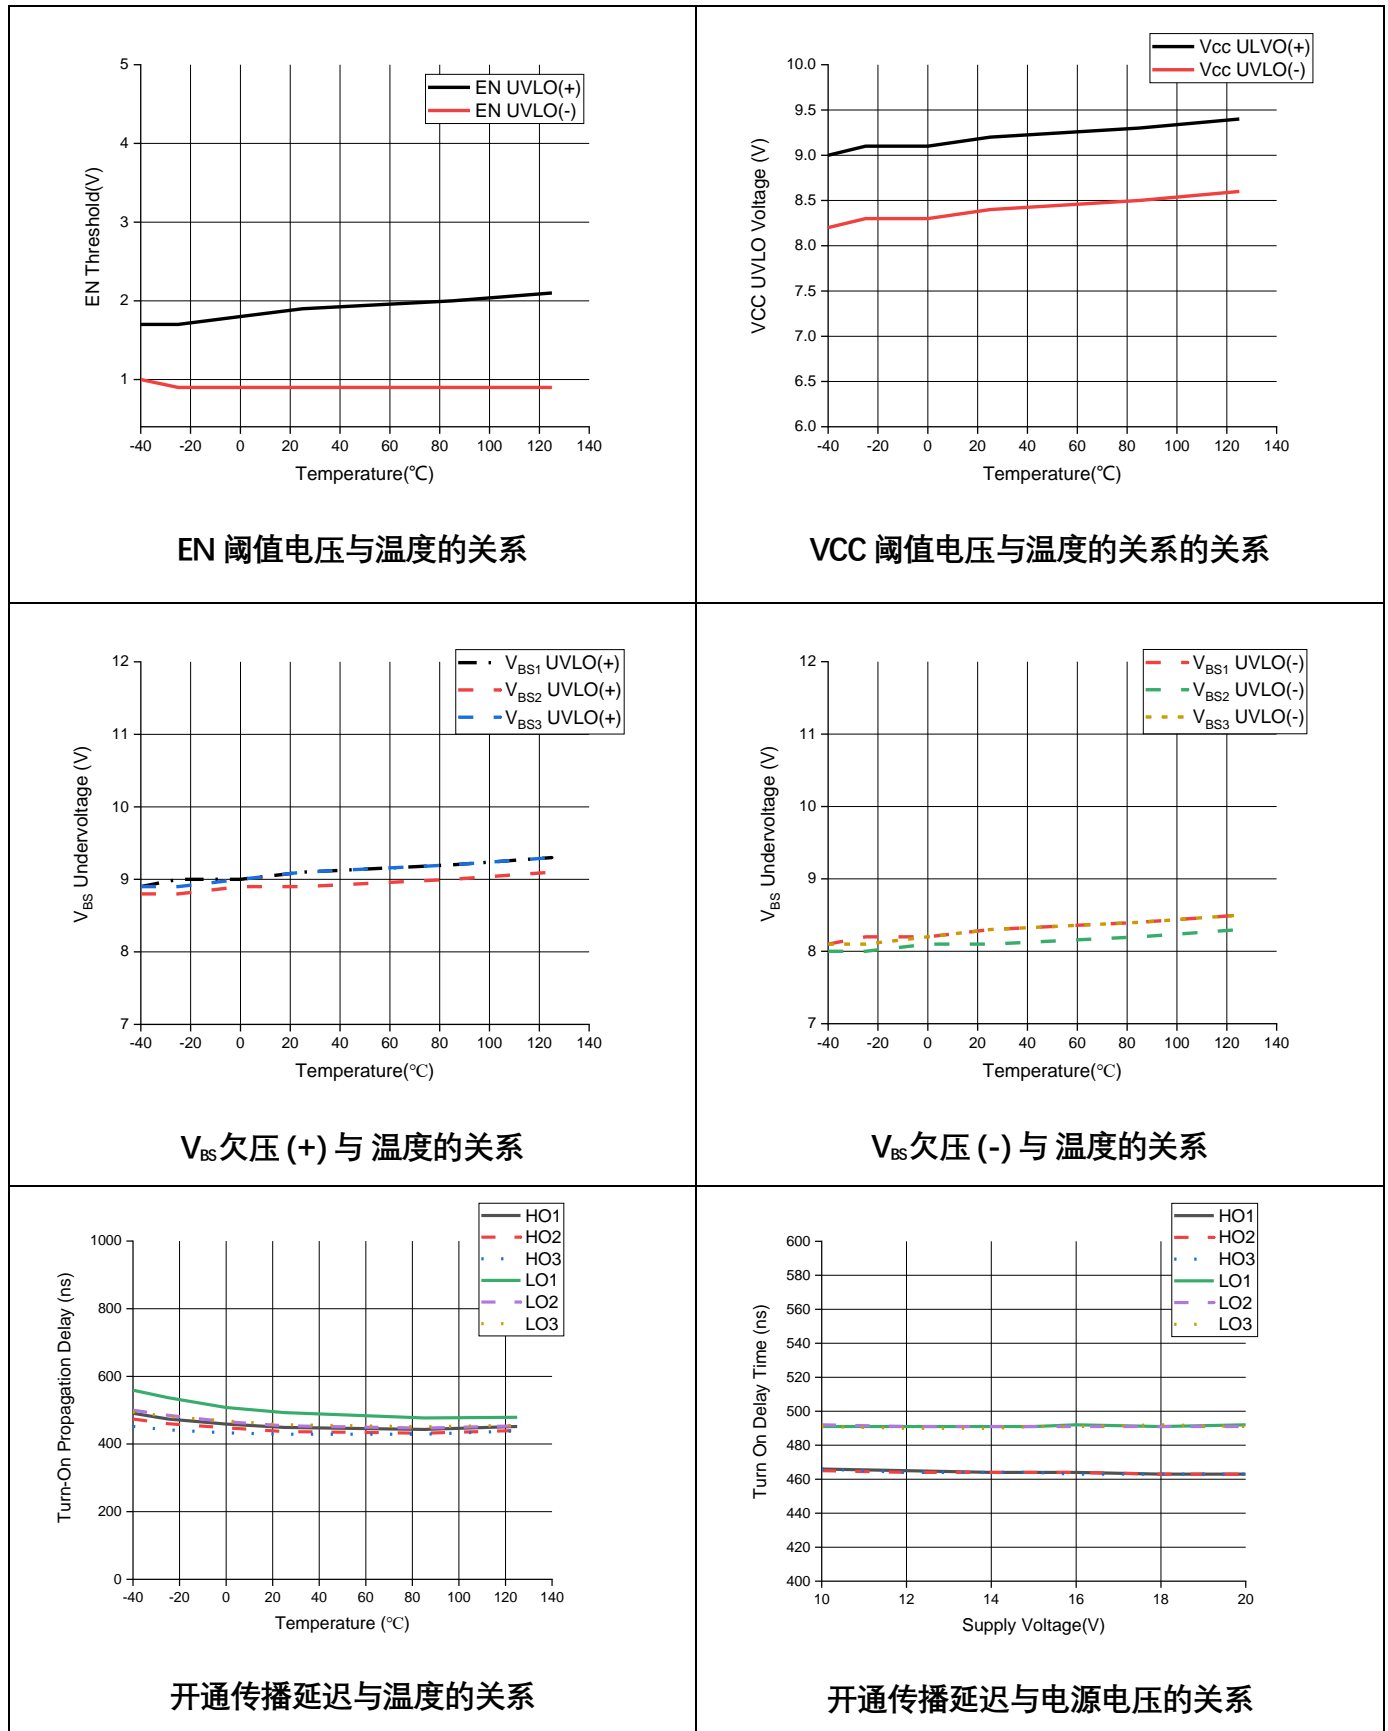 EN UVLO(+)
EN UVLO(-)
5
4
3
2
1
EN Threshold(V)
-40 -20 0 20 40 60 80 100 120 140
Temperature(℃)
EN 阈值电压与温度的关系
Vcc ULVO(+)
Vcc UVLO(-)
10.0
9.5
9.0
8.5
8.0
7.5
7.0
6.5
6.0
VCC UVLO Voltage (V)
-40 -20 0 20 40 60 80 100 120 140
Temperature(℃)
VCC 阈值电压与温度的关系的关系
VBS1 UVLO(+)
VBS2 UVLO(+)
VBS3 UVLO(+)
12
11
10
9
8
7
VBS Undervoltage (V)
-40 -20 0 20 40 60 80 100 120 140
Temperature(℃)
VBS欠压 (+) 与 温度的关系
VBS1 UVLO(-)
VBS2 UVLO(-)
VBS3 UVLO(-)
12
11
10
9
8
7
VBS Undervoltage (V)
-40 -20 0 20 40 60 80 100 120 140
Temperature(℃)
VBS欠压 (-) 与 温度的关系
HO1
HO2
HO3
LO1
LO2
LO3
1000
800
600
400
200
0
Turn-On Propagation Delay (ns)
-40 -20 0 20 40 60 80 100 120 140
Temperature (℃)
开通传播延迟与温度的关系
HO1
HO2
HO3
LO1
LO2
LO3
600
580
560
540
520
500
480
460
440
420
400
Turn On Delay Time (ns)
10 12 14 16 18 20
Supply Voltage(V)
开通传播延迟与电源电压的关系